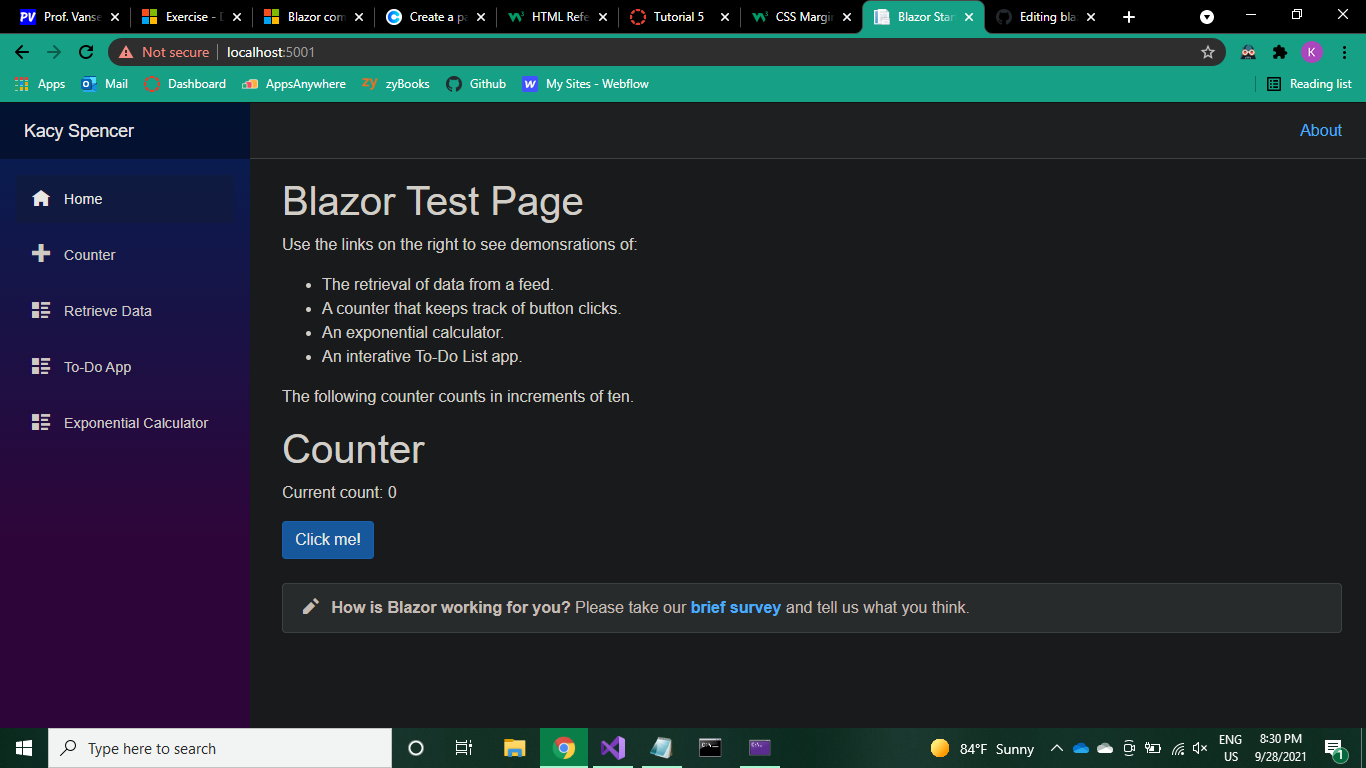 Prof. Vanse
Exercise - D
Blazor com
Create a pa
HTML Refe
Tutorial 5
CSS Margin
Blazor Star
Editing bla
Not secure localhost:5001
K
Apps Mail Dashboard AppsAnywhere zyBooks Github My Sites - Webflow Reading list
Kacy Spencer
About
Home
Counter
Retrieve Data
To-Do App
Exponential Calculator
Blazor Test Page
Use the links on the right to see demonsrations of:
The retrieval of data from a feed.
A counter that keeps track of button clicks.
An exponential calculator.
An interative To-Do List app.
The following counter counts in increments of ten.
Counter
Current count: 0
Click me!
How is Blazor working for you? Please take our brief survey and tell us what you think.
Type here to search
84°F Sunny
ENG
US
8:30 PM
9/28/2021
1